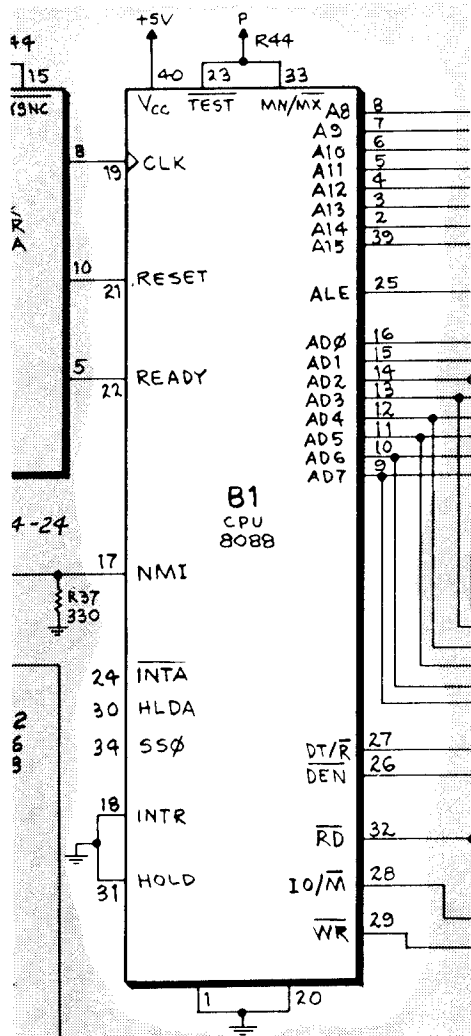 +5V
P
R44
44
15
40
23
33
YSNC
VCC
TEST
MN/MX
A8 8
A9 7
A10 6
A11 5
A12 4
A13 3
A14 2
A15 39
8
19
CLK
R
A
10
21
RESET
ALE 25
5
22
READY
ADØ 16
AD1 15
AD2 14
AD3 13
AD4 12
AD5 11
AD6 10
AD7 9
B1
CPU
8088
4-24
17 NMI
R37
330
24 INTA
30 HLDA
34 SSØ
2
6
3
DT/R 27
DEN 26
18 INTR
RD 32
31 HOLD
IO/M 28
WR 29
1
20